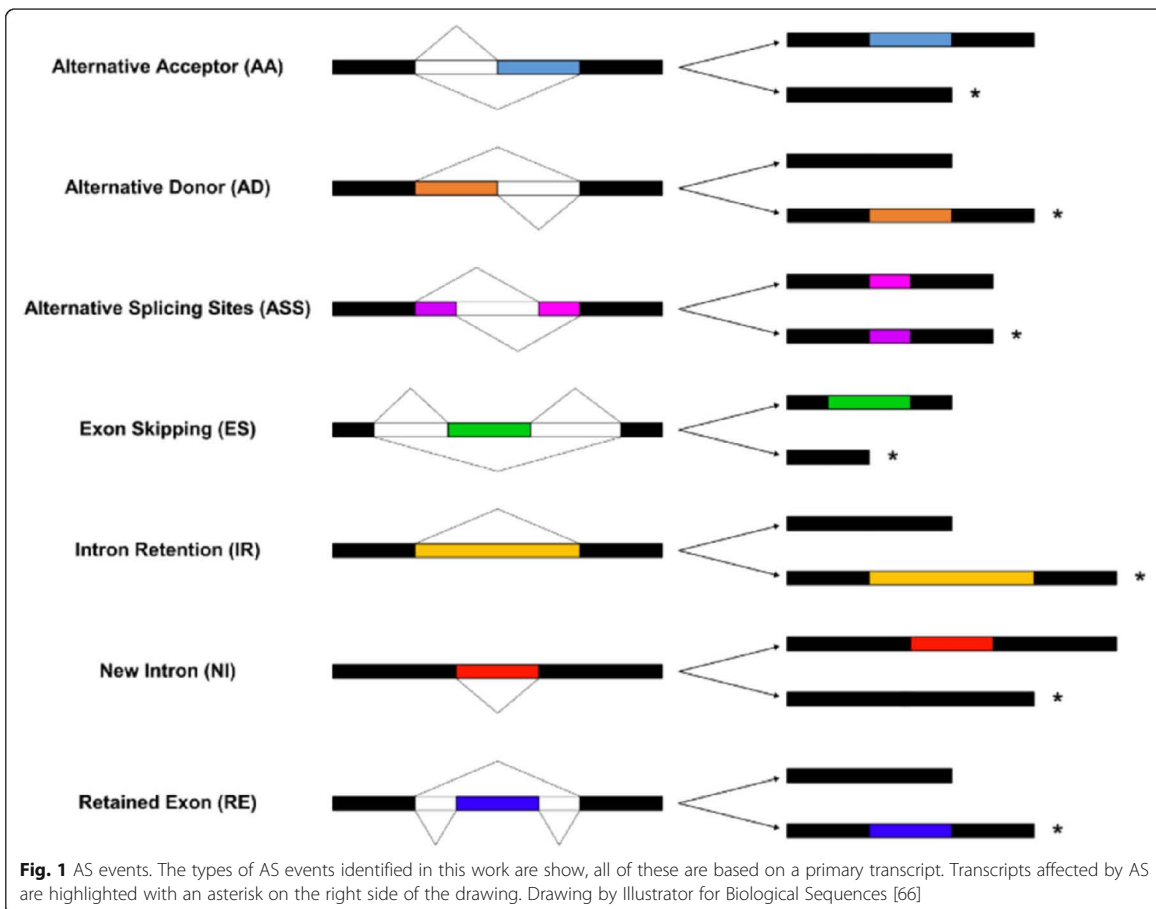 Alternative Acceptor (AA)
*
Alternative Donor (AD)
*
Alternative Splicing Sites (ASS)
*
Exon Skipping (ES)
*
Intron Retention (IR)
*
New Intron (NI)
*
Retained Exon (RE)
*
Fig. 1 AS events. The types of AS events identified in this work are show, all of these are based on a primary transcript. Transcripts affected by AS
are highlighted with an asterisk on the right side of the drawing. Drawing by Illustrator for Biological Sequences [66]